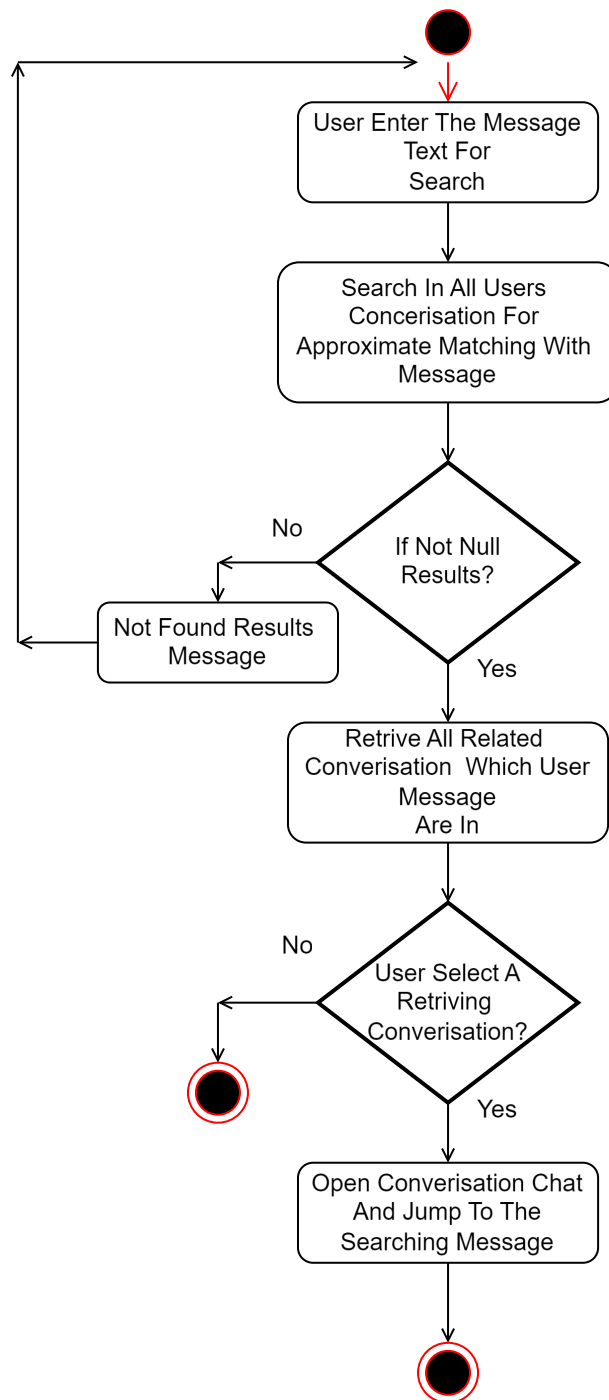 User Enter The Message
Text For
Search
Search In All Users
Concerisation For
Approximate Matching With
Message
No
If Not Null
Results?
Not Found Results
Message
Yes
Retrive All Related
Converisation  Which User
Message
Are In
No
User Select A
Retriving
Converisation?
Yes
Open Converisation Chat
And Jump To The
Searching Message